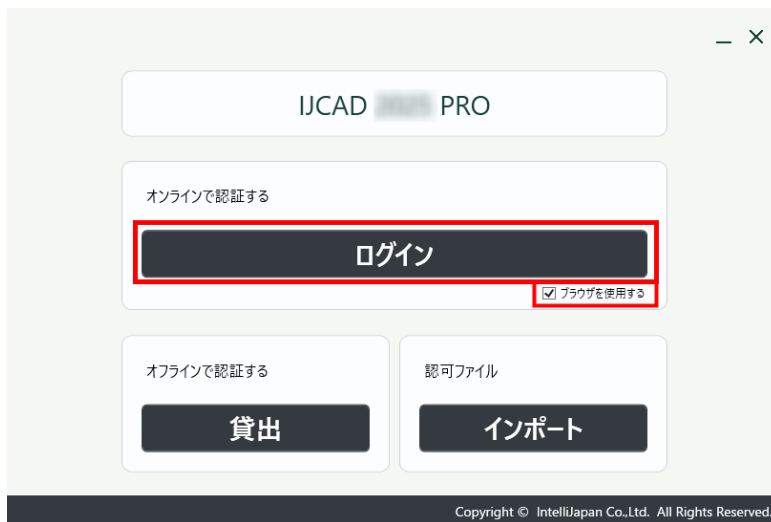 IJCAD PRO
オンラインで認証する
ログイン
ブラウザを使用する
オフラインで認証する
貸出
認可ファイル
インポート
Copyright © IntelliJapan Co.,Ltd. All Rights Reserved.